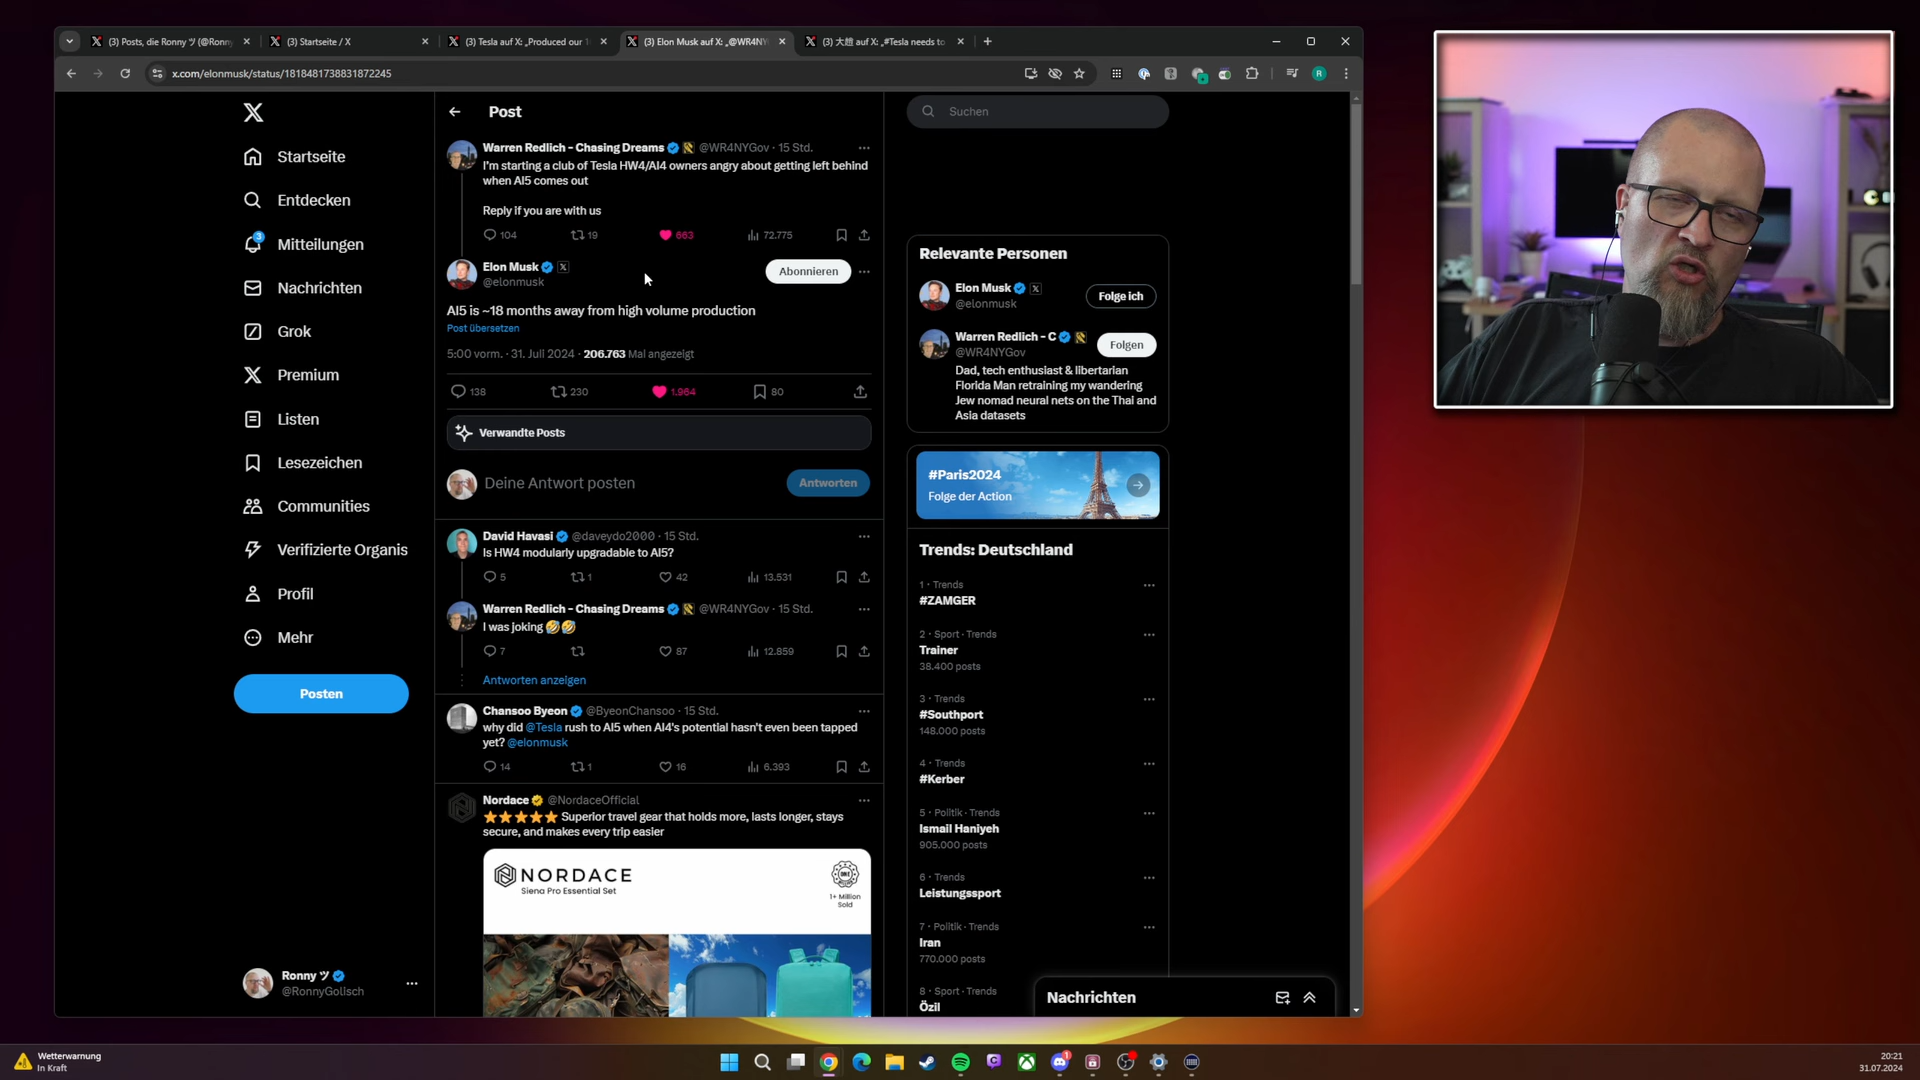 (3) Posts, die Ronny ツ (@Ronny
(3) Startseite / X
(3) Tesla auf X: „Produced our 1
(3) Elon Musk auf X: „@WR4NY
(3) 大趙 auf X: „#Tesla needs to
x.com/elonmusk/status/1818481738831872245
R
Startseite
Entdecken
3
Mitteilungen
Nachrichten
Grok
Premium
Listen
Lesezeichen
Communities
Verifizierte Organis
Profil
Mehr
Posten
Ronny ツ
@RonnyGolisch
Post
Warren Redlich - Chasing Dreams @WR4NYGov · 15 Std.
I'm starting a club of Tesla HW4/AI4 owners angry about getting left behind
when AI5 comes out
Reply if you are with us
104 19 663 72.775
Elon Musk
@elonmusk
Abonnieren
AI5 is ~18 months away from high volume production
Post übersetzen
5:00 vorm. · 31. Juli 2024 · 206.763 Mal angezeigt
138 230 1.964 80
Verwandte Posts
Deine Antwort posten
Antworten
David Havasi @daveydo2000 · 15 Std.
Is HW4 modularly upgradable to AI5?
5 1 42 13.531
Warren Redlich - Chasing Dreams @WR4NYGov · 15 Std.
I was joking 🤣🤣
7 87 12.859
Antworten anzeigen
Chansoo Byeon @ByeonChansoo · 15 Std.
why did @Tesla rush to AI5 when AI4's potential hasn't even been tapped
yet? @elonmusk
14 1 16 6.393
Nordace @NordaceOfficial
⭐⭐⭐⭐⭐ Superior travel gear that holds more, lasts longer, stays
secure, and makes every trip easier
NORDACE
Siena Pro Essential Set
1+ Million
Sold
Suchen
Relevante Personen
Elon Musk
@elonmusk
Folge ich
Warren Redlich - C
@WR4NYGov
Folgen
Dad, tech enthusiast & libertarian
Florida Man retraining my wandering
Jew nomad neural nets on the Thai and
Asia datasets
#Paris2024
Folge der Action
Trends: Deutschland
1 · Trends
#ZAMGER
2 · Sport · Trends
Trainer
38.400 posts
3 · Trends
#Southport
148.000 posts
4 · Trends
#Kerber
5 · Politik · Trends
Ismail Haniyeh
905.000 posts
6 · Trends
Leistungssport
7 · Politik · Trends
Iran
770.000 posts
8 · Sport · Trends
Özil
Nachrichten
Wetterwarnung
In Kraft
1
20:21
31.07.2024